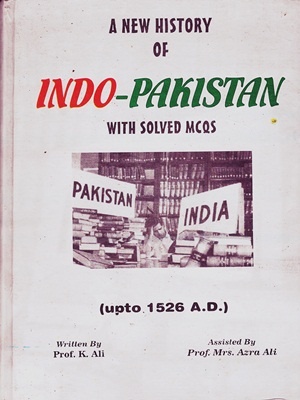 A NEW HISTORY
OF
INDO-PAKISTAN
WITH SOLVED MCQS
PAKISTAN
INDIA
(upto 1526 A.D.)
Written By
Prof. K. Ali
Assisted By
Prof. Mrs. Azra Ali